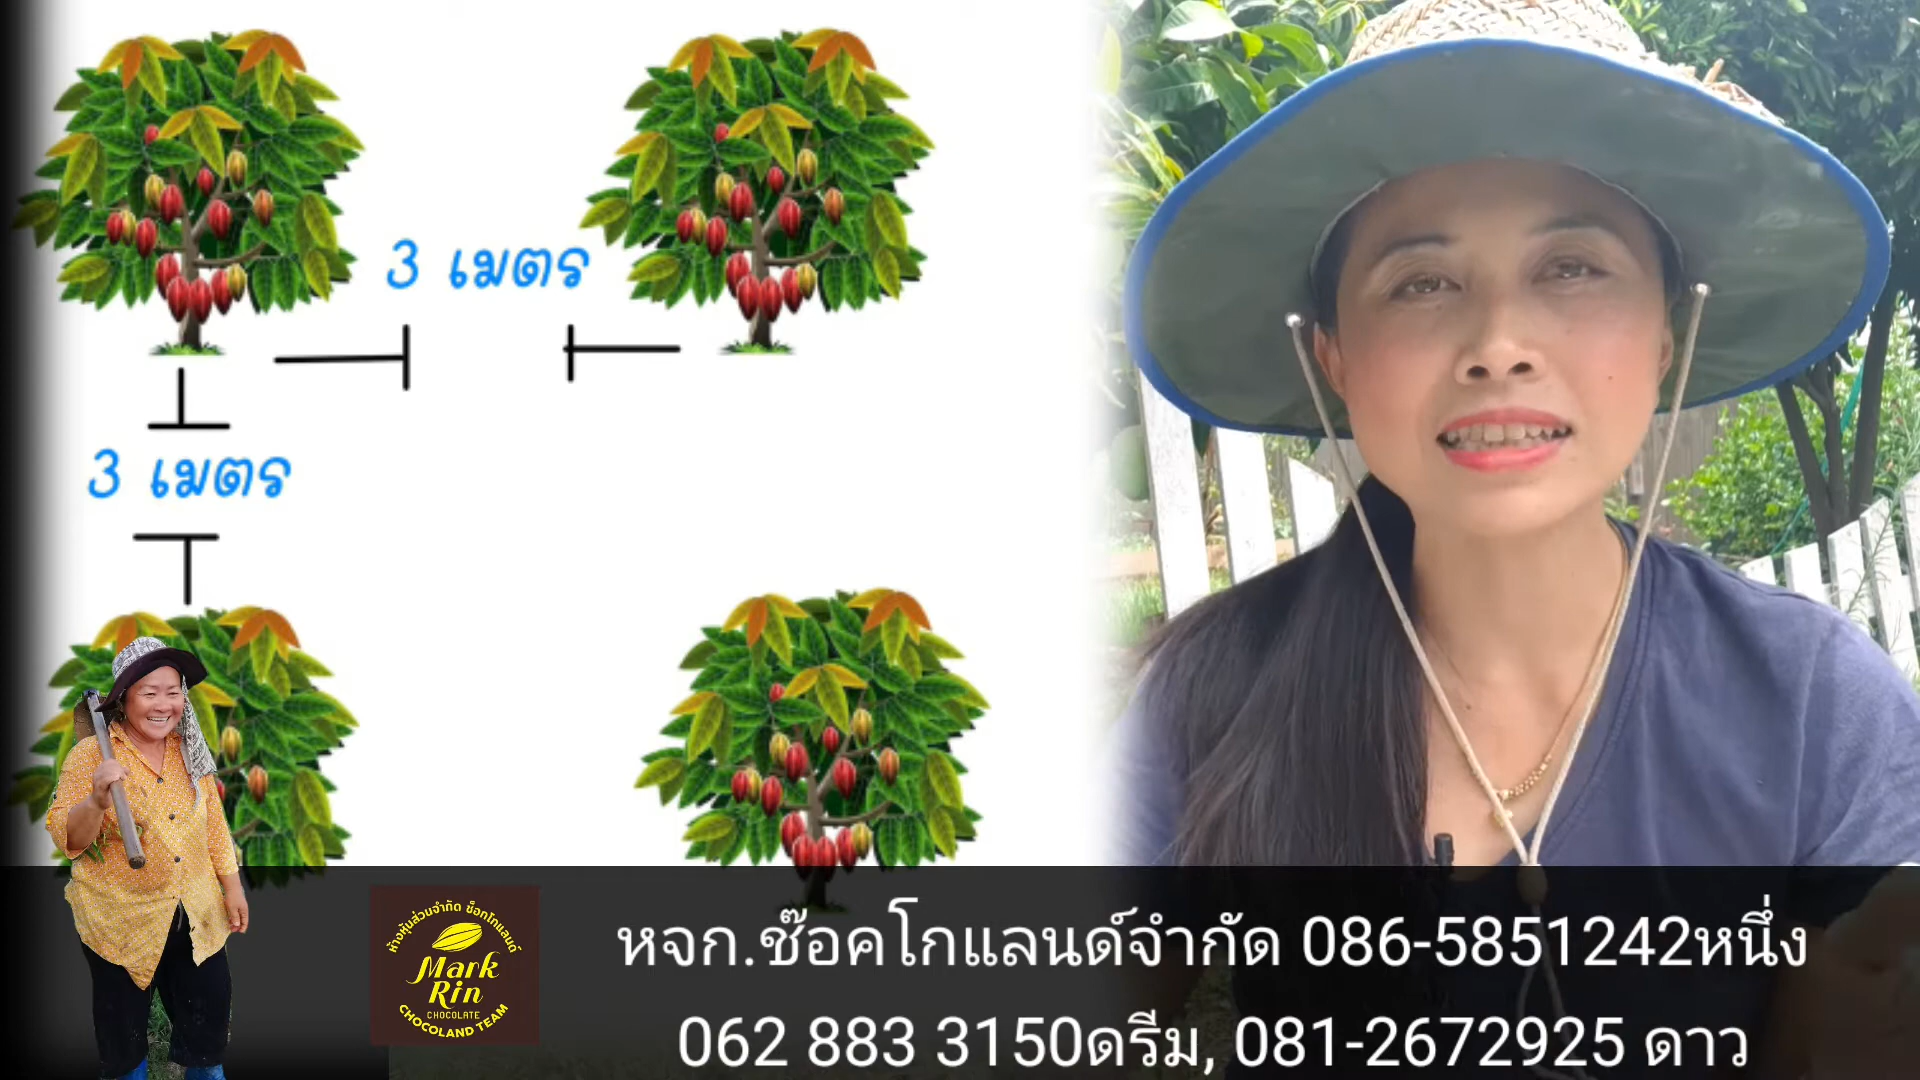 3 เมตร
3 เมตร
ห้างหุ้นส่วนจำกัด ช็อกโกแลนด์
Mark
Rin
CHOCOLATE
CHOCOLAND TEAM
หจก.ช๊อคโกแลนด์จำกัด 086-5851242หนึ่ง
062 883 3150ดรีม, 081-2672925 ดาว